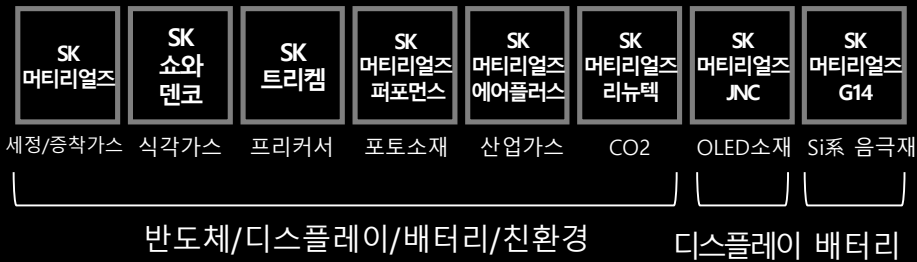 SK
머티리얼즈
SK
쇼와
덴코
SK
트리켐
SK
머티리얼즈
퍼포먼스
SK
머티리얼즈
에어플러스
SK
머티리얼즈
리뉴텍
SK
머티리얼즈
JNC
SK
머티리얼즈
G14
세정/증착가스 식각가스 프리커서 포토소재 산업가스 CO2 OLED소재 Si系 음극재
반도체/디스플레이/배터리/친환경 디스플레이 배터리